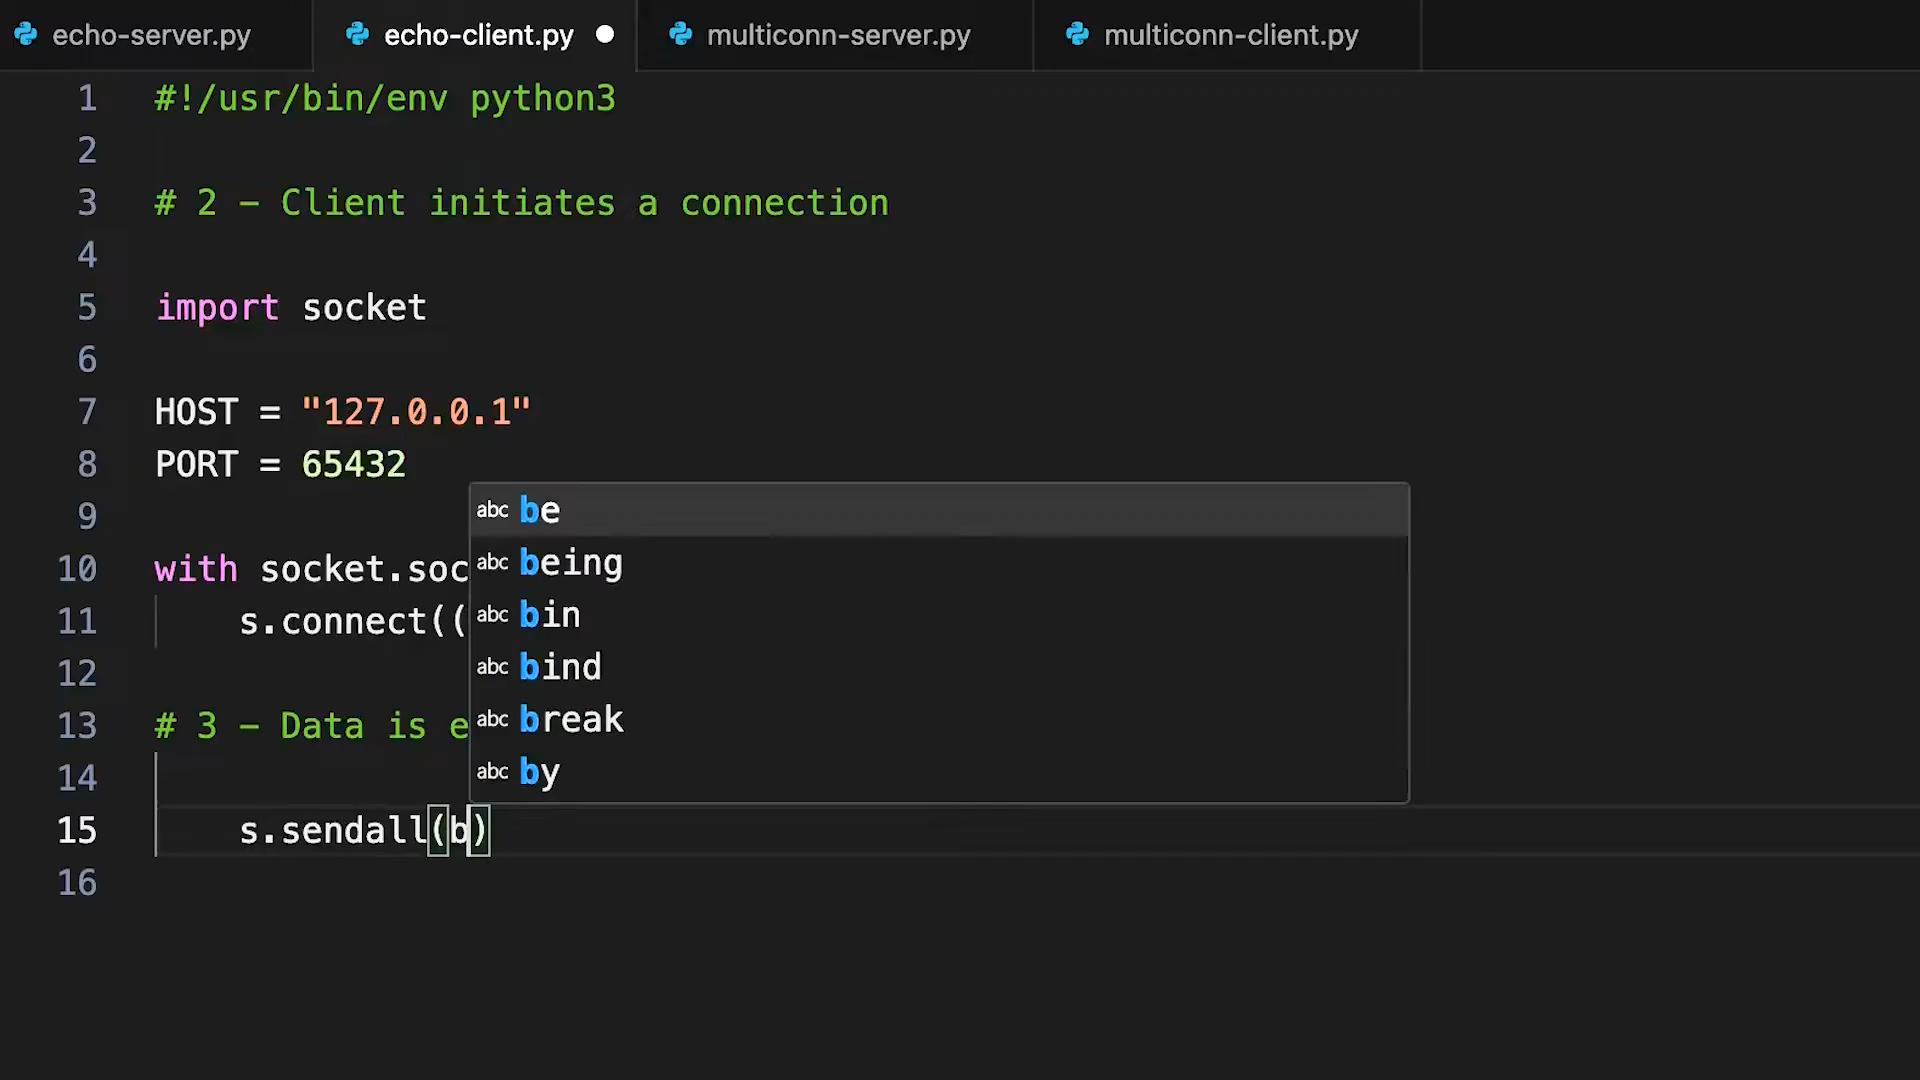 echo-server.py echo-client.py multiconn-server.py multiconn-client.py
1 #!/usr/bin/env python3
2
3 # 2 - Client initiates a connection
4
5 import socket
6
7 HOST = "127.0.0.1"
8 PORT = 65432
9
10 with socket.soc
11 s.connect((
12
13 # 3 - Data is e
14
15 s.sendall(b)
16
abc be
abc being
abc bin
abc bind
abc break
abc by